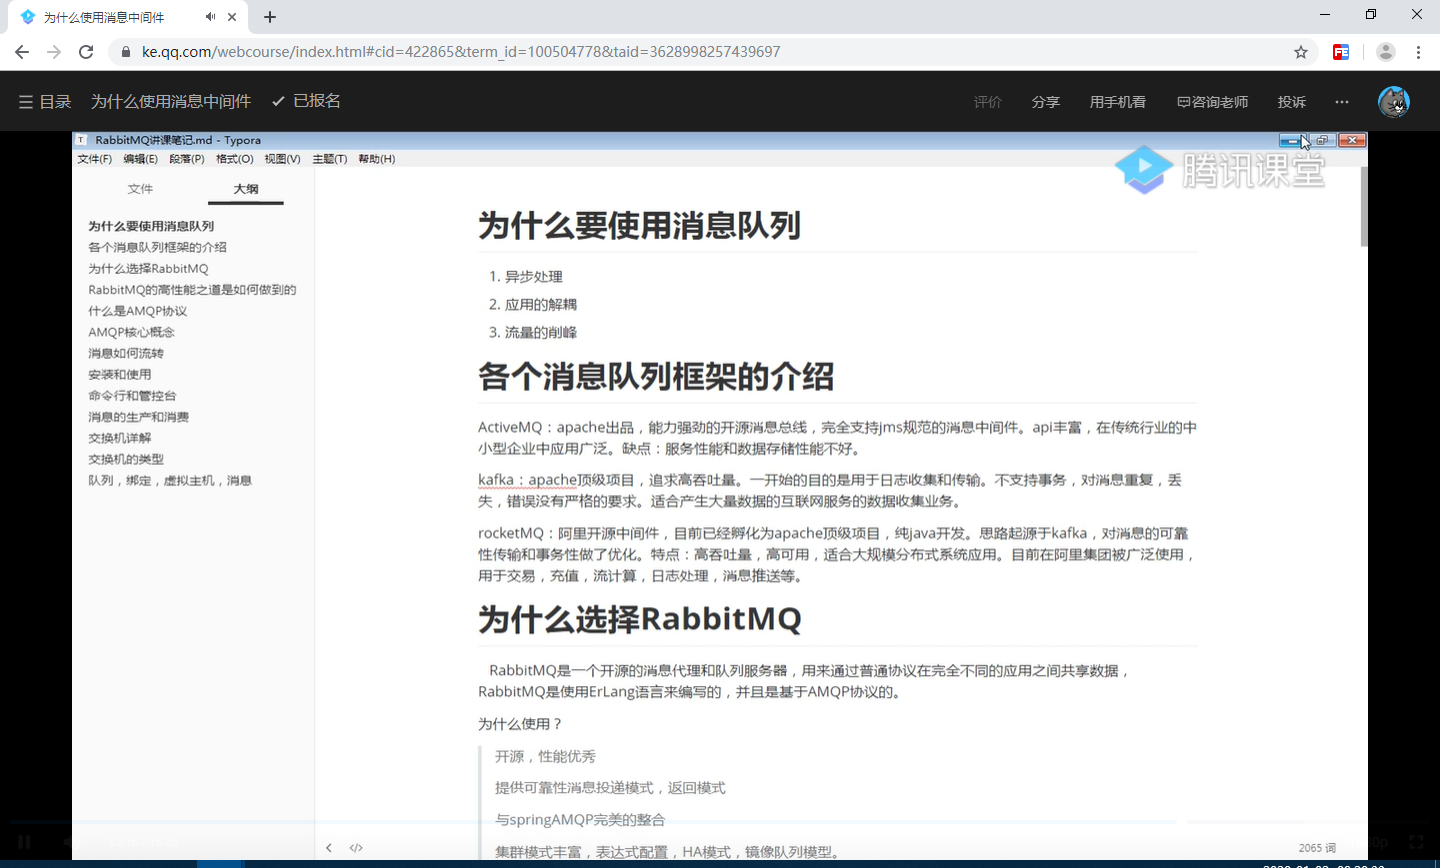 为什么使用消息中间件
ke.qq.com/webcourse/index.html#cid=422865&term_id=100504778&taid=3628998257439697
目录 为什么使用消息中间件 已报名 评价 分享 用手机看 咨询老师 投诉
RabbitMQ讲课笔记.md - Typora
文件(F) 编辑(E) 段落(P) 格式(O) 视图(V) 主题(T) 帮助(H)
腾讯课堂
文件 大纲
为什么要使用消息队列
各个消息队列框架的介绍
为什么选择RabbitMQ
RabbitMQ的高性能之道是如何做到的
什么是AMQP协议
AMQP核心概念
消息如何流转
安装和使用
命令行和管控台
消息的生产和消费
交换机详解
交换机的类型
队列，绑定，虚拟主机，消息
为什么要使用消息队列
1. 异步处理
2. 应用的解耦
3. 流量的削峰
各个消息队列框架的介绍
ActiveMQ：apache出品，能力强劲的开源消息总线，完全支持jms规范的消息中间件。api丰富，在传统行业的中
小型企业中应用广泛。缺点：服务性能和数据存储性能不好。
kafka：apache顶级项目，追求高吞吐量。一开始的目的是用于日志收集和传输。不支持事务，对消息重复，丢
失，错误没有严格的要求。适合产生大量数据的互联网服务的数据收集业务。
rocketMQ：阿里开源中间件，目前已经孵化为apache顶级项目，纯java开发。思路起源于kafka，对消息的可靠
性传输和事务性做了优化。特点：高吞吐量，高可用，适合大规模分布式系统应用。目前在阿里集团被广泛使用，
用于交易，充值，流计算，日志处理，消息推送等。
为什么选择RabbitMQ
RabbitMQ是一个开源的消息代理和队列服务器，用来通过普通协议在完全不同的应用之间共享数据，
RabbitMQ是使用ErLang语言来编写的，并且是基于AMQP协议的。
为什么使用？
开源，性能优秀
提供可靠性消息投递模式，返回模式
与springAMQP完美的整合
集群模式丰富，表达式配置，HA模式，镜像队列模型。
2065 词